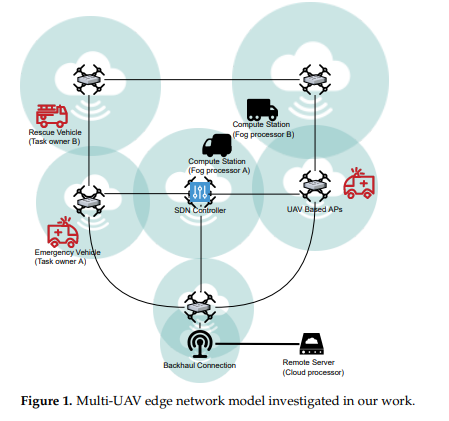 Rescue Vehicle
(Task owner B)
Compute Station
(Fog processor B)
Compute Station
(Fog processor A)
SDN Controller
UAV Based APs
Emergency Vehicle
(Task owner A)
Backhaul Connection
Remote Server
(Cloud processor)
Figure 1. Multi-UAV edge network model investigated in our work.